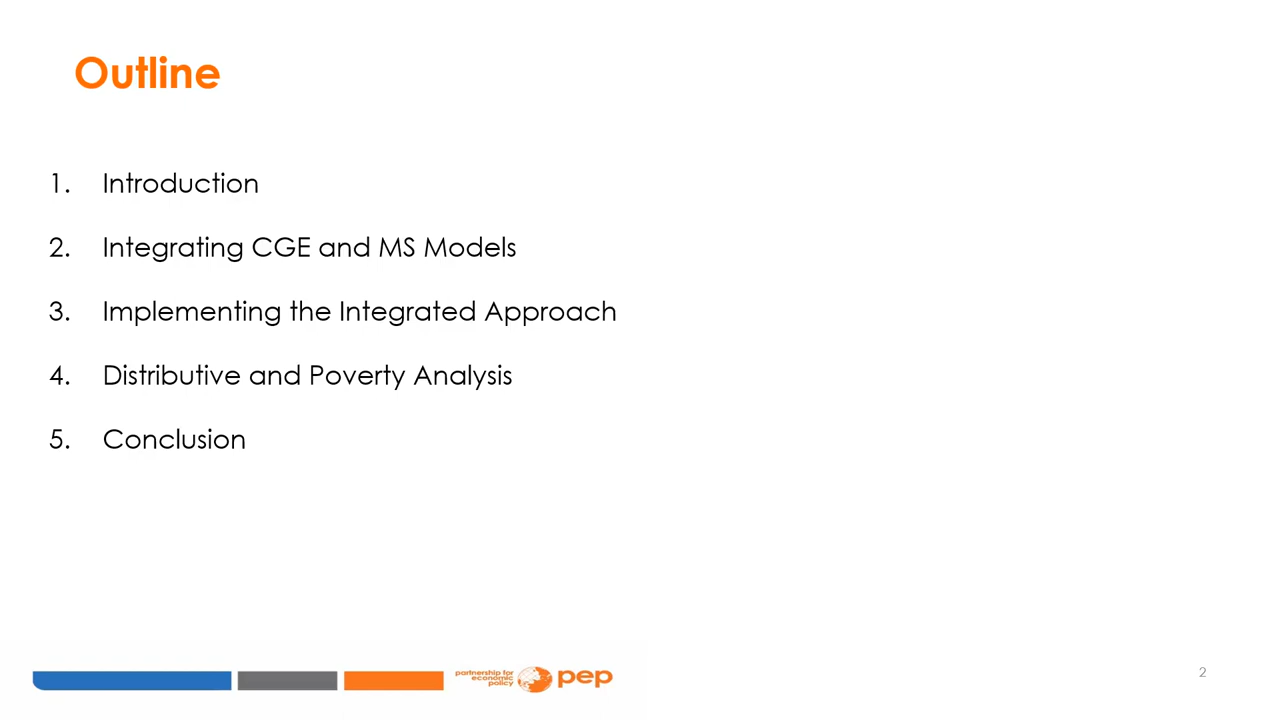 Outline
1. Introduction
2. Integrating CGE and MS Models
3. Implementing the Integrated Approach
4. Distributive and Poverty Analysis
5. Conclusion
partnership for
economic
policy
pep
2